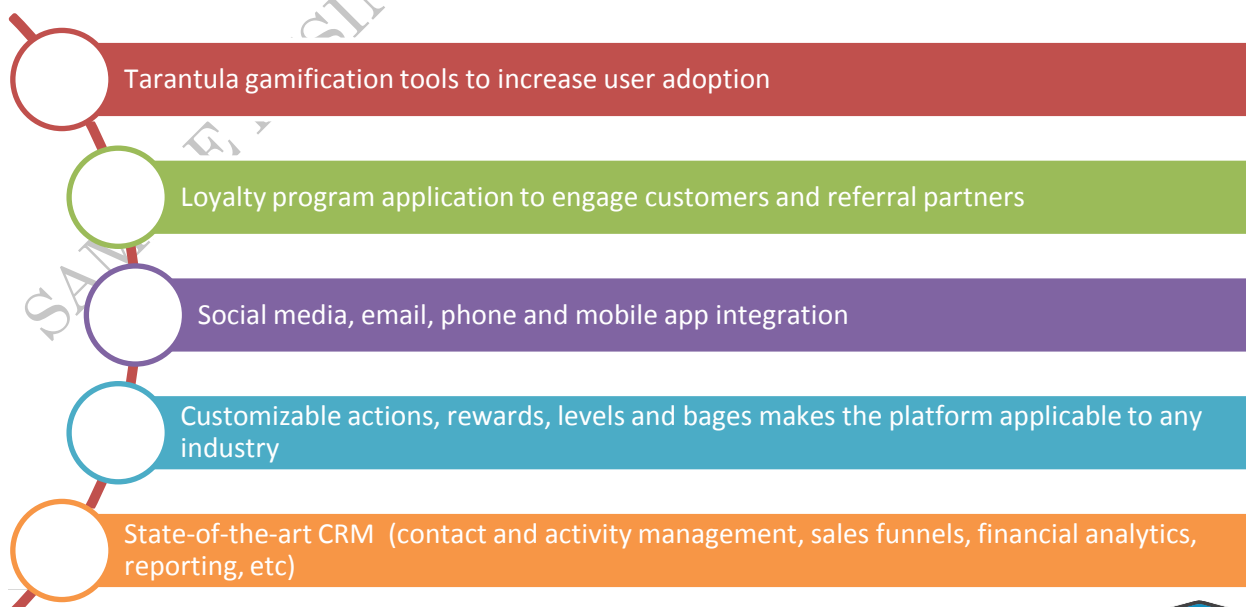 Tarantula gamification tools to increase user adoption
Loyalty program application to engage customers and referral partners
Social media, email, phone and mobile app integration
Customizable actions, rewards, levels and bages makes the platform applicable to any
industry
State-of-the-art CRM (contact and activity management, sales funnels, financial analytics,
reporting, etc)